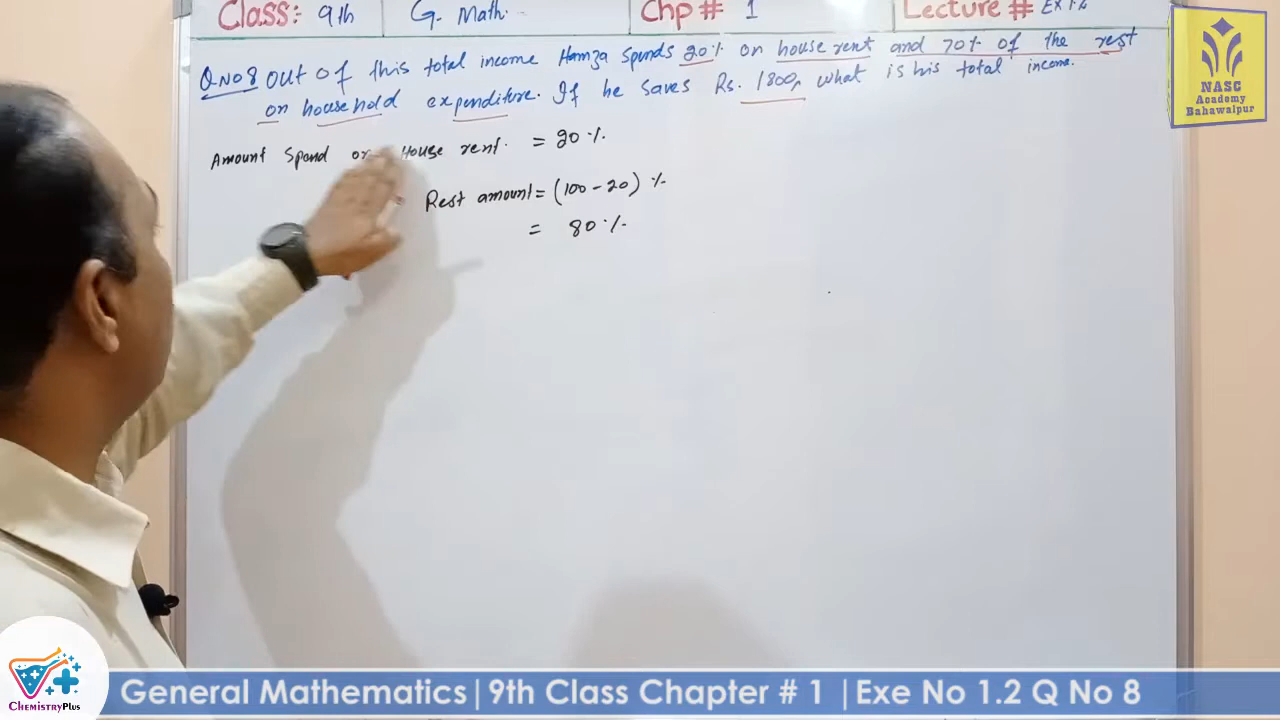 Class: 9th G. Math. Chp # 1 Lecture # Ex 1.2
Q No 8 out of this total income Hamza spends 20% on house rent and 70% of the rest
on household expenditure. If he saves Rs. 1800, what is his total income.
Amount Spend on House rent. = 20%
Rest amount = (100-20) %
= 80%
NASC
Academy
Bahawalpur
ChemistryPlus
General Mathematics|9th Class Chapter # 1 |Exe No 1.2 Q No 8